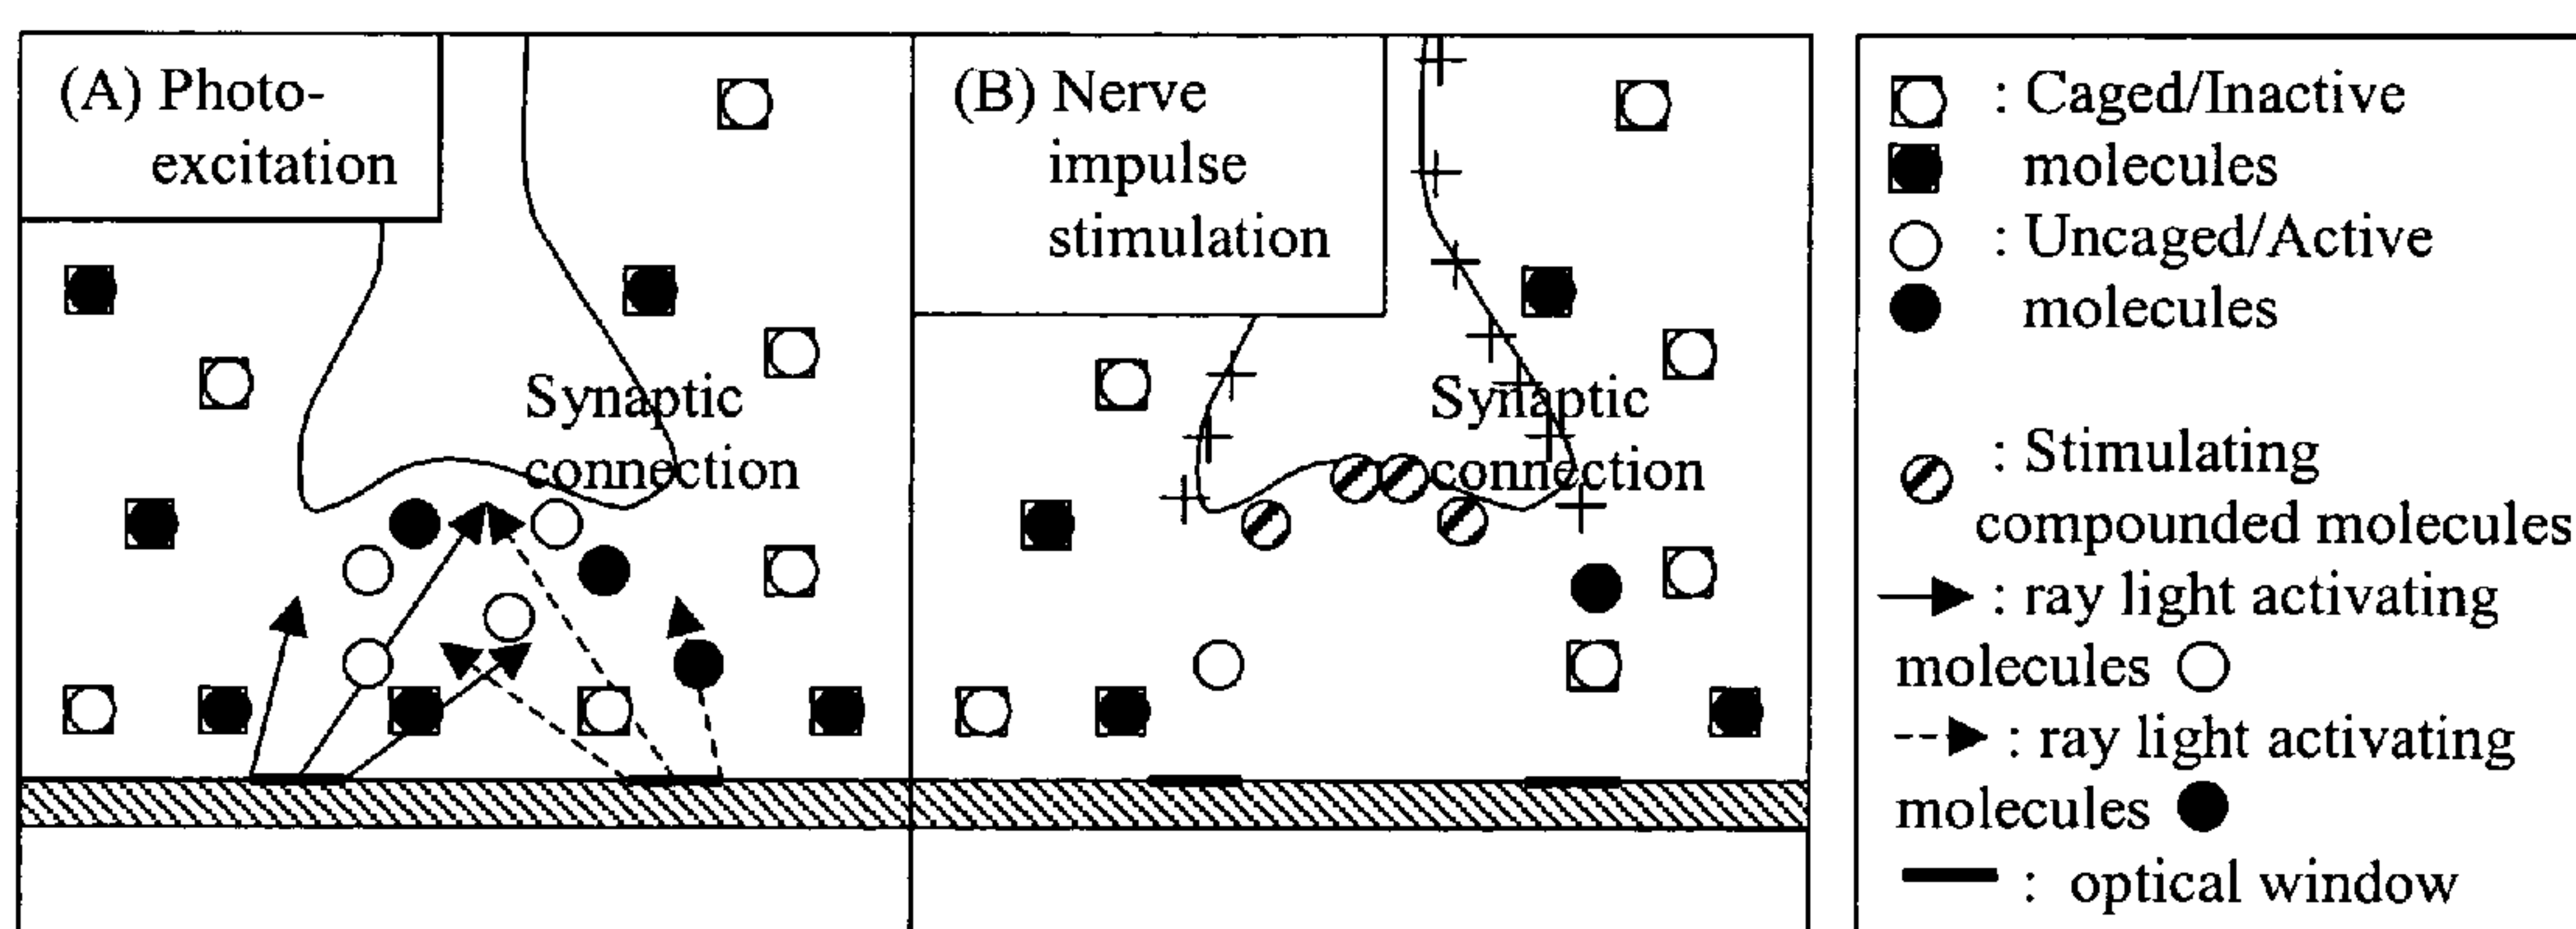 (A) Photo-
excitation
Synaptic
connection
(B) Nerve
impulse
stimulation
Synaptic
connection
: Caged/Inactive
molecules
: Uncaged/Active
molecules
: Stimulating
compounded molecules
: ray light activating
molecules
: ray light activating
molecules
: optical window